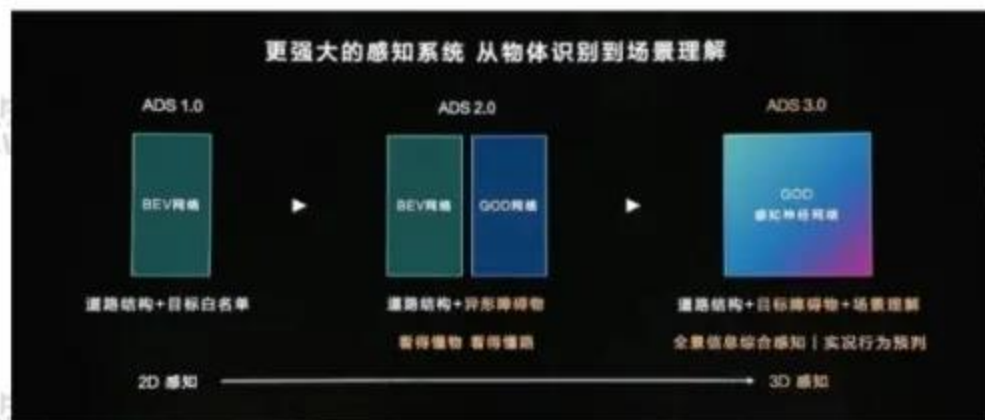 更强大的感知系统 从物体识别到场景理解
ADS 1.0
ADS 2.0
ADS 3.0
BEV网络
BEV网络
GOD网络
GOD
感知神经网络
道路结构+目标白名单
道路结构+异形障碍物
道路结构+目标障碍物+场景理解
看得懂物 看得懂路
全景信息综合感知 | 实况行为预判
2D 感知
3D 感知